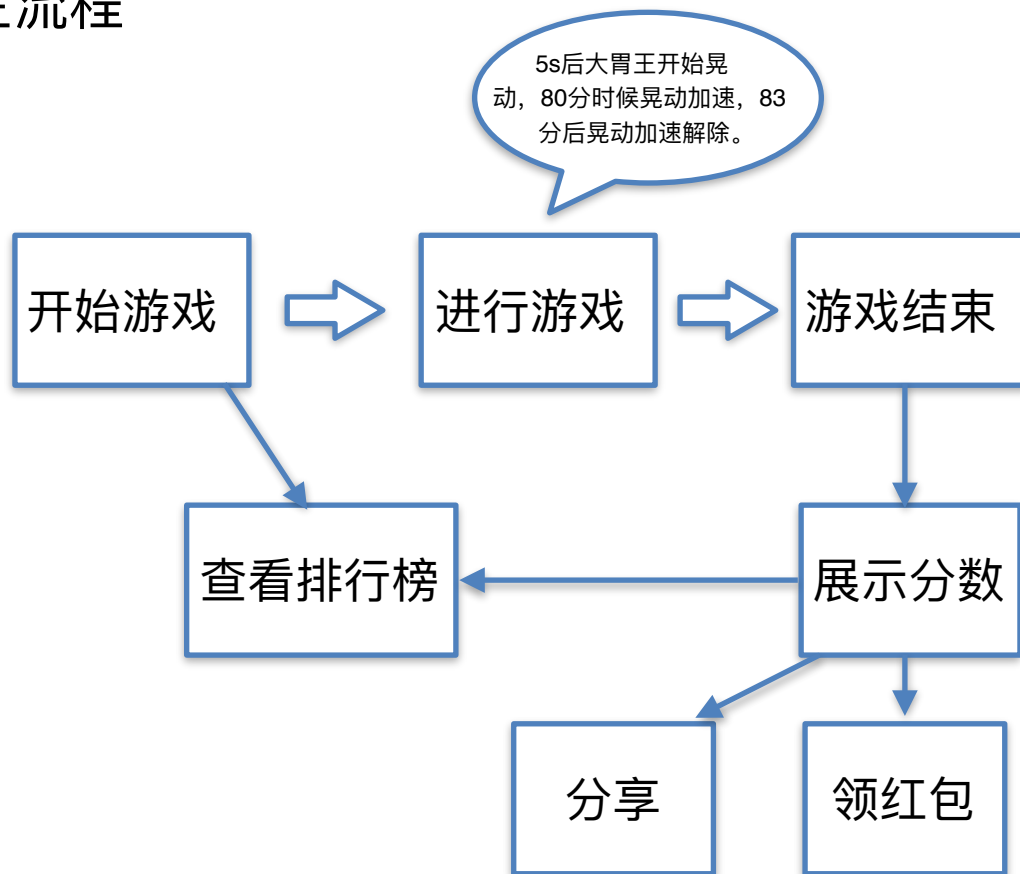 流程
5s后大胃王开始晃
动，80分时候晃动加速，83
分后晃动加速解除。
开始游戏
进行游戏
游戏结束
查看排行榜
展示分数
分享
领红包